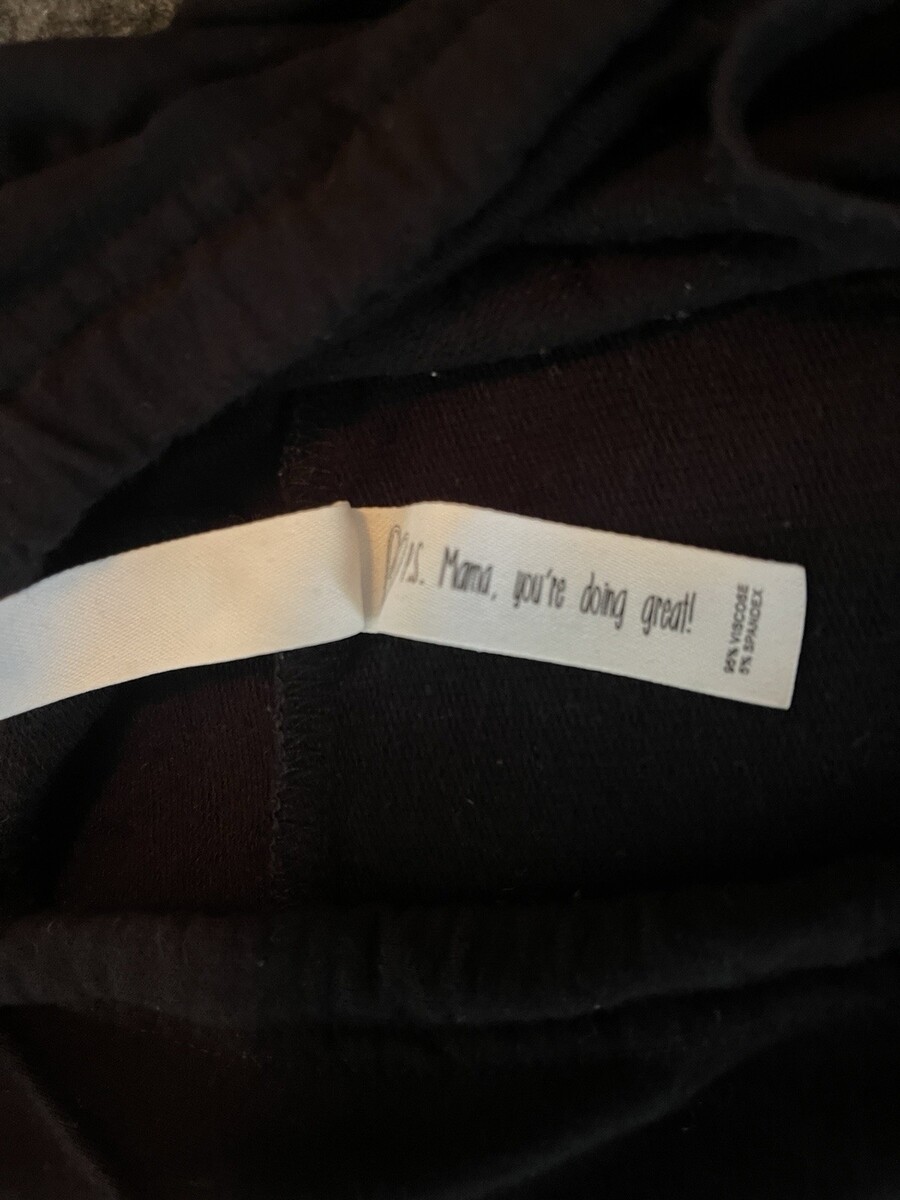 P.S. Mama, you're doing great!
95% VISCOSE
5% SPANDEX